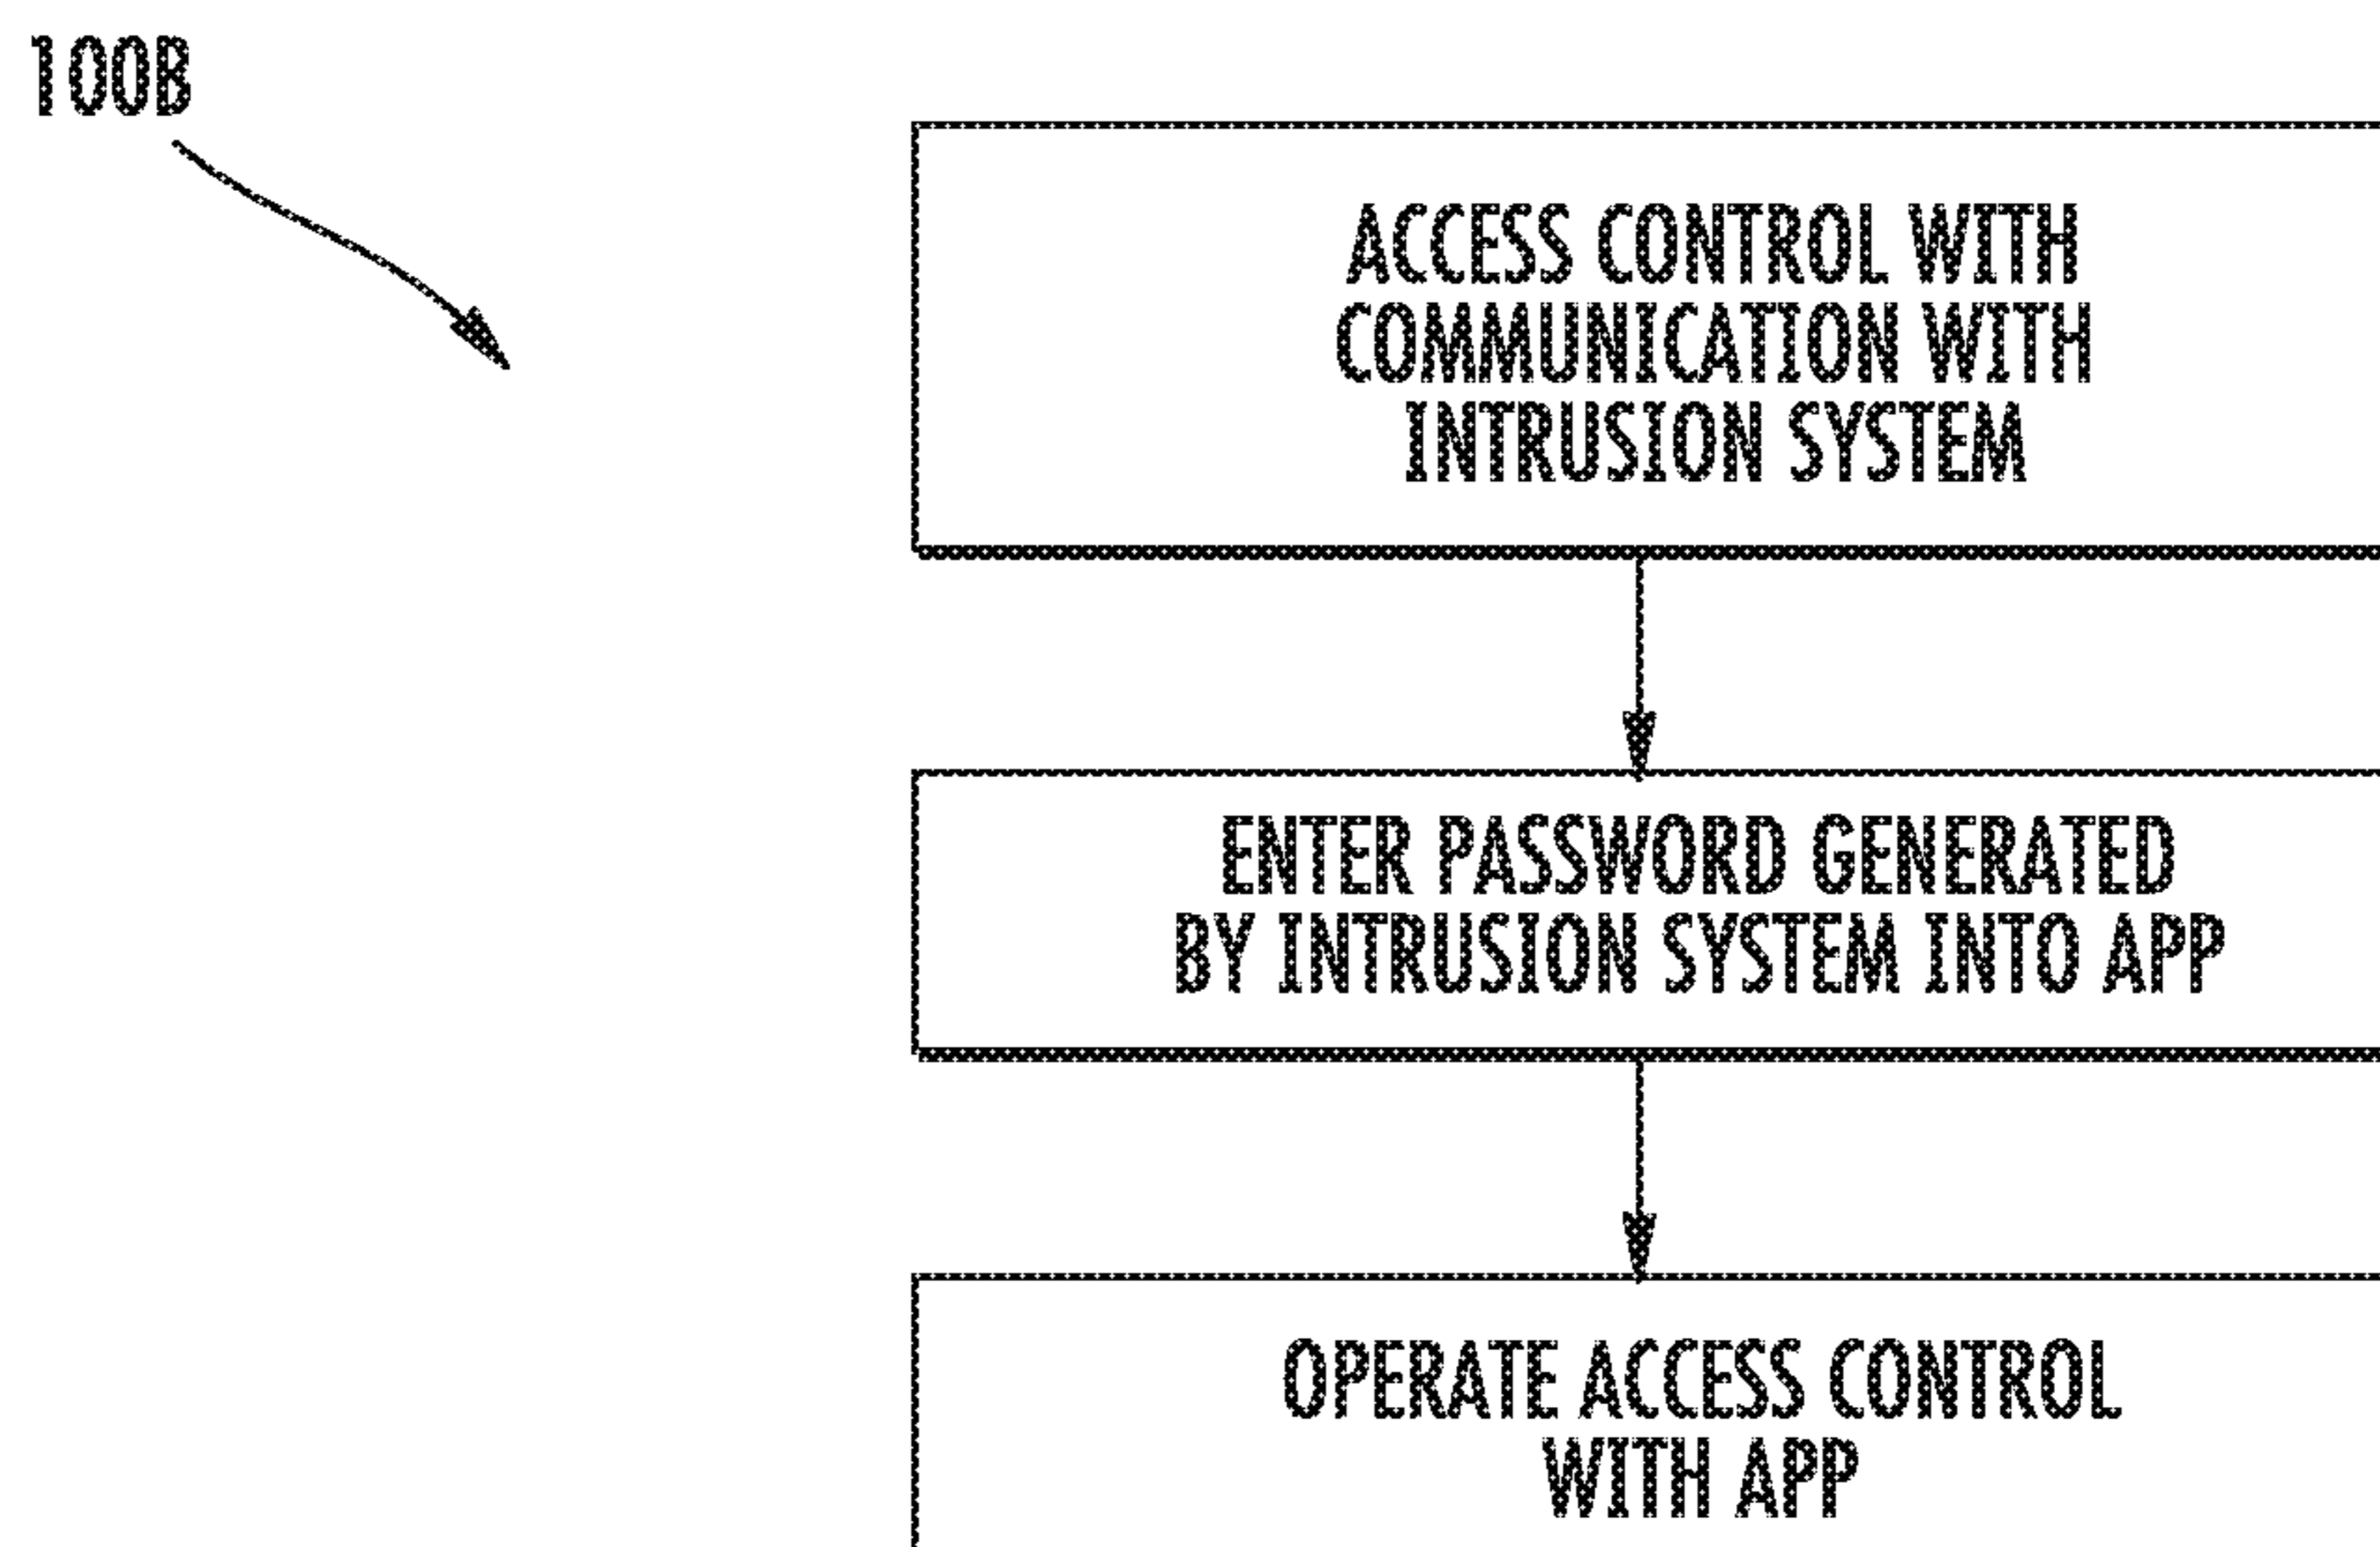 100B
ACCESS CONTROL WITH
COMMUNICATION WITH
INTRUSION SYSTEM
ENTER PASSWORD GENERATED
BY INTRUSION SYSTEM INTO APP
OPERATE ACCESS CONTROL
WITH APP